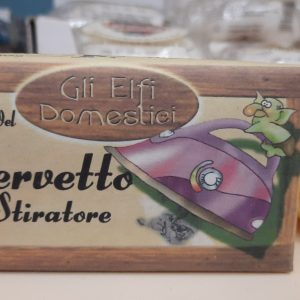 Gli Elfi
Domestici
del
ervetto
Stiratore